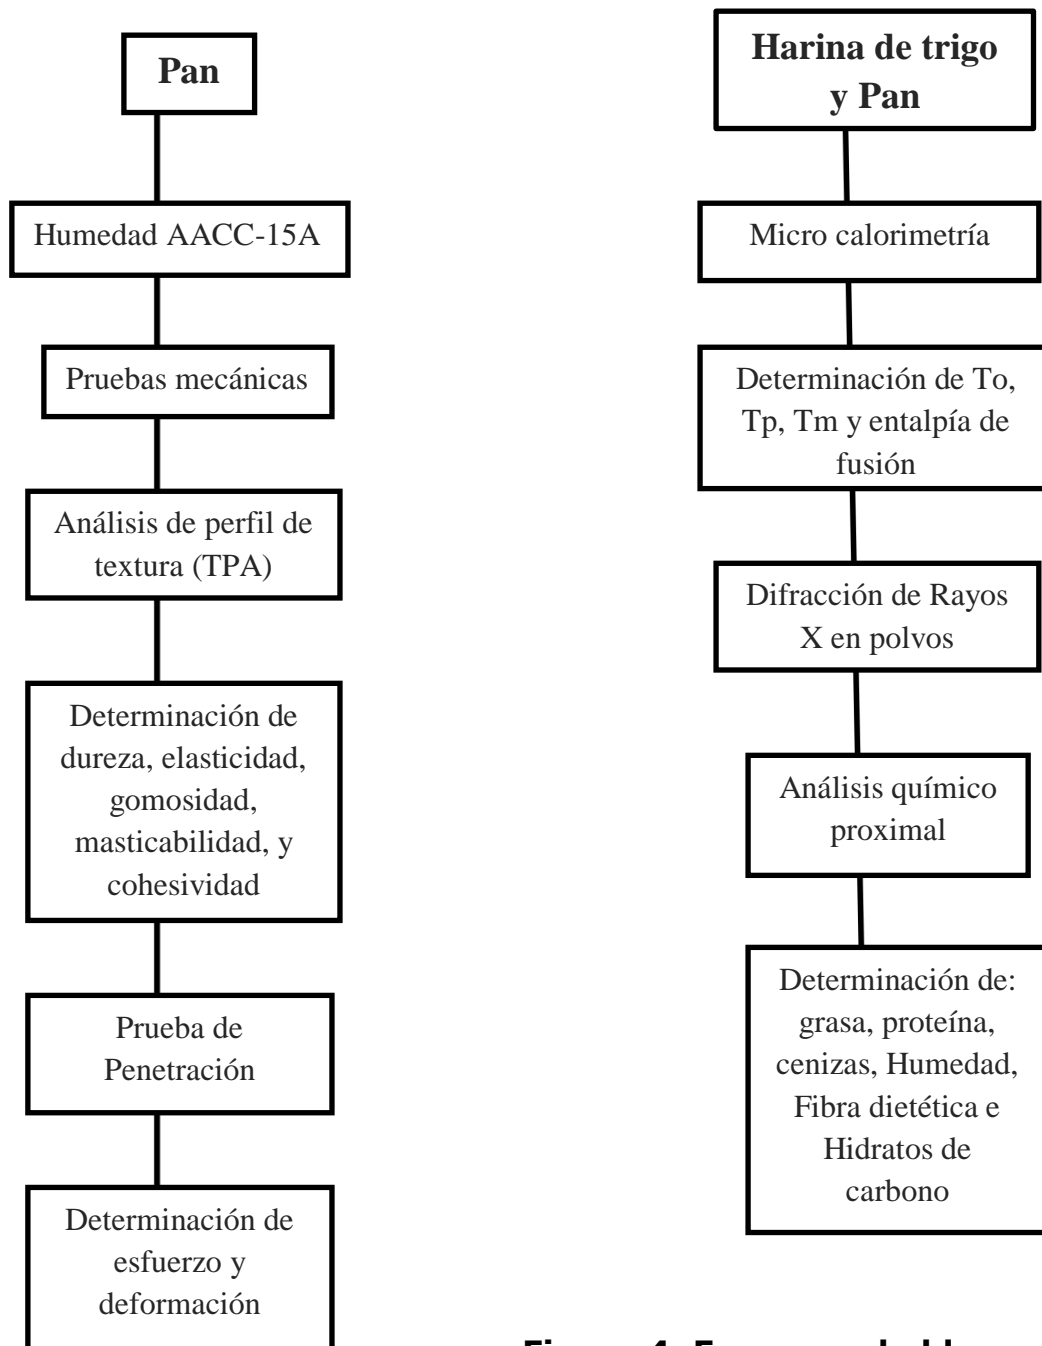 Pan
Humedad AACC-15A
Pruebas mecánicas
Análisis de perfil de
textura (TPA)
Determinación de
dureza, elasticidad,
gomosidad,
masticabilidad, y
cohesividad
Prueba de
Penetración
Determinación de
esfuerzo y
deformación
Harina de trigo
y Pan
Micro calorimetría
Determinación de To,
Tp, Tm y entalpía de
fusión
Difracción de Rayos
X en polvos
Análisis químico
proximal
Determinación de:
grasa, proteína,
cenizas, Humedad,
Fibra dietética e
Hidratos de
carbono